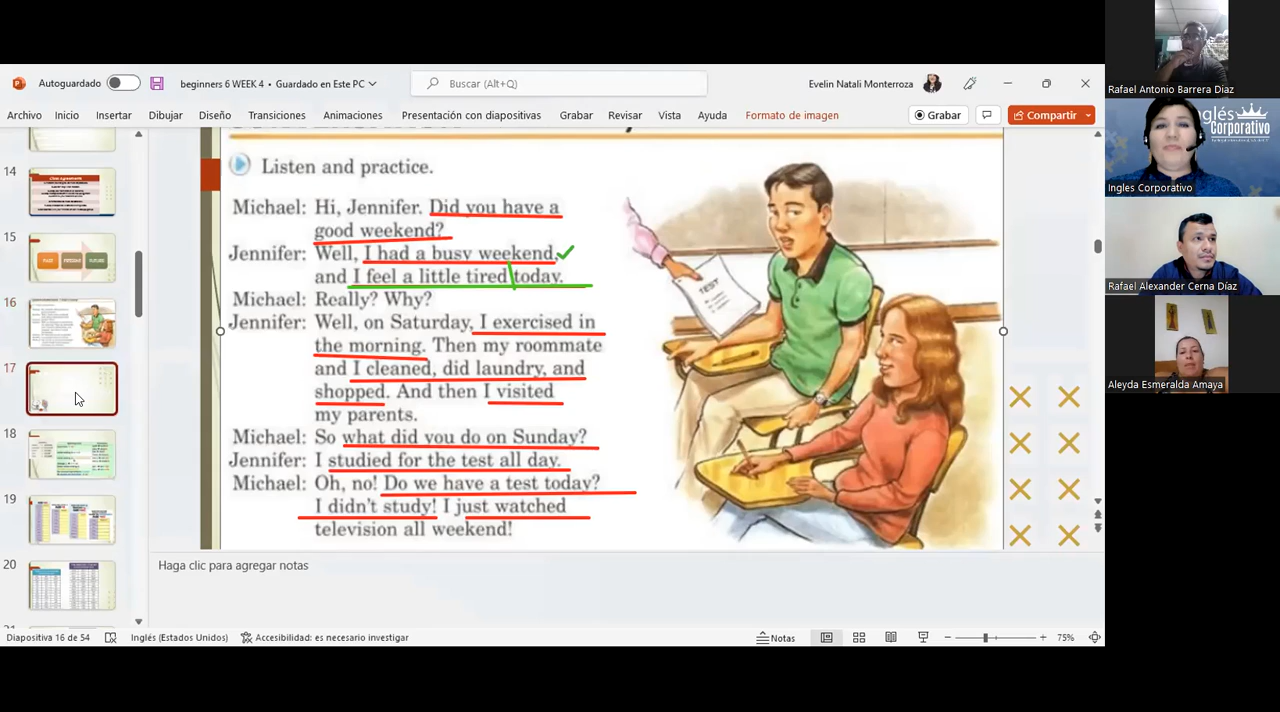 Autoguardado
beginners 6 WEEK 4 • Guardado en Este PC
Buscar (Alt+Q)
Evelin Natali Monterroza
Archivo Inicio Insertar Dibujar Diseño Transiciones Animaciones Presentación con diapositivas Grabar Revisar Vista Ayuda Formato de imagen
Grabar
Compartir
14
15
16
17
18
19
20
Listen and practice.
Michael: Hi, Jennifer. Did you have a
good weekend?
Jennifer: Well, I had a busy weekend,
and I feel a little tired today.
Michael: Really? Why?
Jennifer: Well, on Saturday, I exercised in
the morning. Then my roommate
and I cleaned, did laundry, and
shopped. And then I visited
my parents.
Michael: So what did you do on Sunday?
Jennifer: I studied for the test all day.
Michael: Oh, no! Do we have a test today?
I didn't study! I just watched
television all weekend!
TEST
Haga clic para agregar notas
Diapositiva 16 de 54
Inglés (Estados Unidos)
Accesibilidad: es necesario investigar
Notas
75%
Rafael Antonio Barrera Diaz
glés
Corporativo
Ingles Corporativo
Rafael Alexander Cerna Díaz
Aleyda Esmeralda Amaya